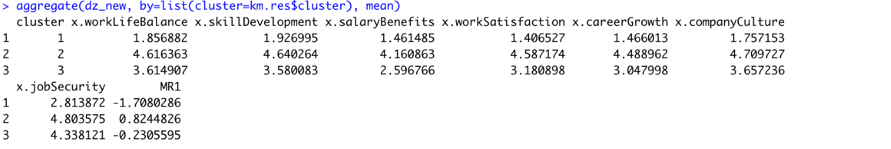 > aggregate(dz_new, by=list(cluster=km.res$cluster), mean)
cluster x.workLifeBalance x.skillDevelopment x.salaryBenefits x.workSatisfaction x.careerGrowth x.companyCulture
1 1 1.856882 1.926995 1.461485 1.406527 1.466013 1.757153
2 2 4.616363 4.640264 4.160863 4.587174 4.488962 4.709727
3 3 3.614907 3.580083 2.596766 3.180898 3.047998 3.657236
x.jobSecurity MR1
1 2.813872 -1.7080286
2 4.803575 0.8244826
3 4.338121 -0.2305595